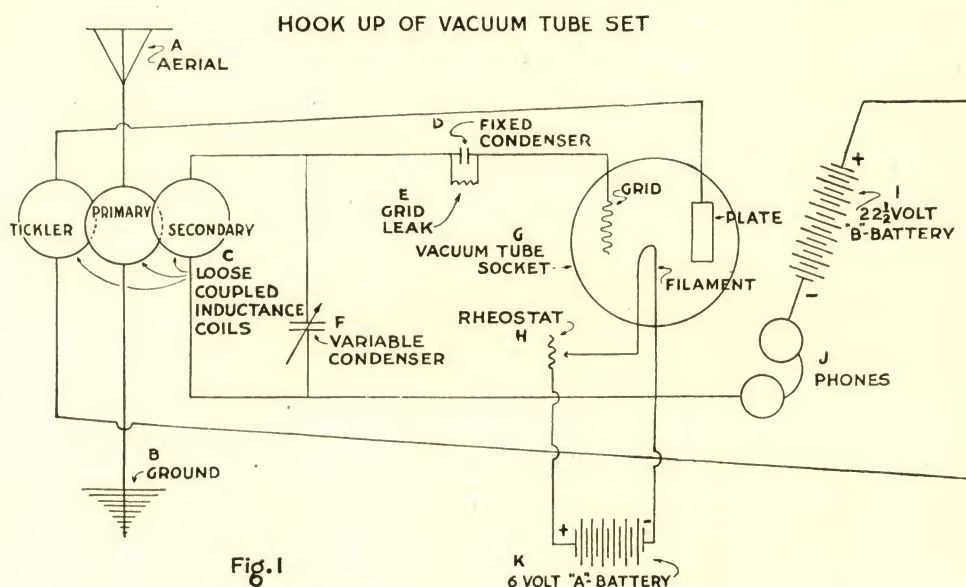 HOOK UP OF VACUUM TUBE SET
A
AERIAL
D
FIXED
CONDENSER
E
GRID
LEAK
GRID
PLATE
+
I
22½ VOLT
"B"-BATTERY
-
TICKLER
PRIMARY
SECONDARY
C
LOOSE
COUPLED
INDUCTANCE
COILS
G
VACUUM TUBE
SOCKET
FILAMENT
RHEOSTAT
H
F
VARIABLE
CONDENSER
J
PHONES
B
GROUND
+
-
K
6 VOLT "A"-BATTERY
Fig. 1